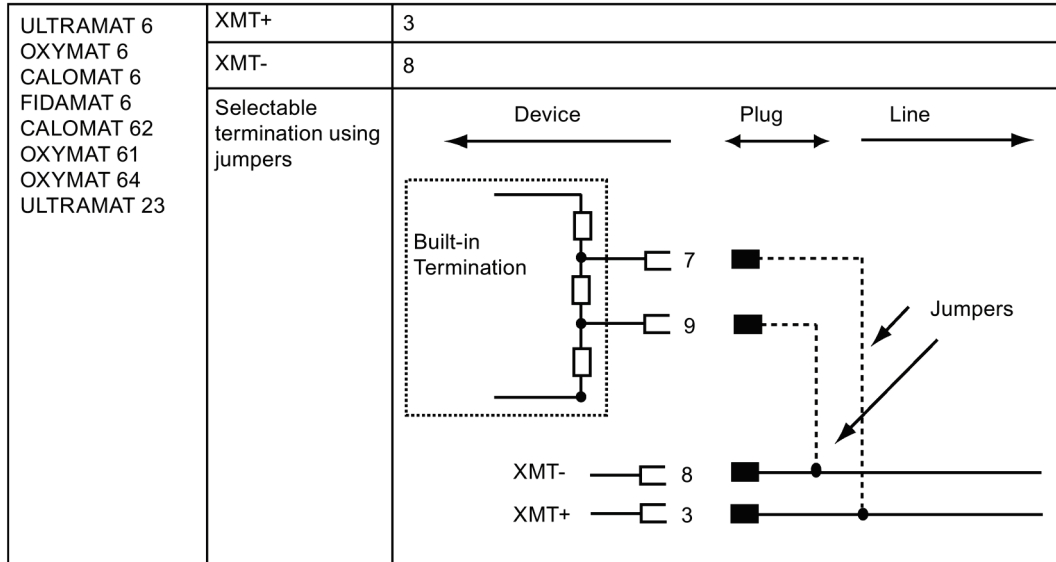 ULTRAMAT 6
OXYMAT 6
CALOMAT 6
FIDAMAT 6
CALOMAT 62
OXYMAT 61
OXYMAT 64
ULTRAMAT 23
XMT+
3
XMT-
8
Selectable
termination using
jumpers
Device
Plug
Line
Built-in
Termination
7
9
Jumpers
XMT-
8
XMT+
3